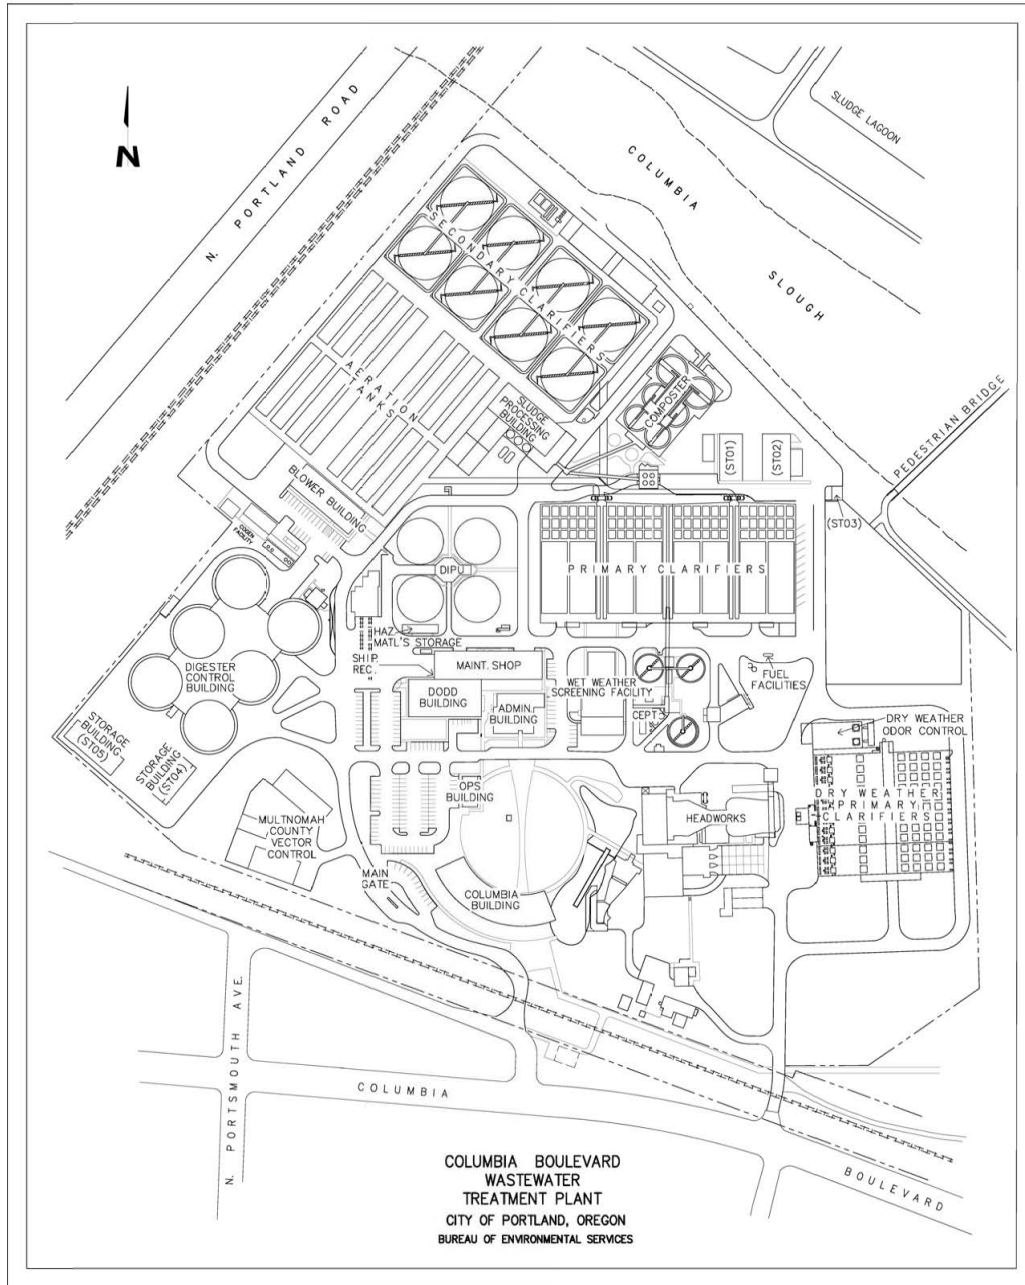 SLUDGE LAGOON
N. PORTLAND ROAD
N
COLUMBIA
SLOUGH
SECONDARY CLARIFIERS
PEDESTRIAN BRIDGE
AERATION
TANKS
COMPOSTER
SLUDGE
PROCESSING
BUILDING
(ST01)
(ST02)
(ST03)
BLOWER BUILDING
COGEN
FACILITY
PRIMARY CLARIFIERS
DIPU
HAZ.
MATL'S STORAGE
SHIP.
REC.
MAINT. SHOP
DODD
BUILDING
ADMIN.
BUILDING
WET WEATHER
SCREENING FACILITY
CEPT
FUEL
FACILITIES
DIGESTER
CONTROL
BUILDING
STORAGE
BUILDING
(ST05)
STORAGE
BUILDING
(ST04)
DRY WEATHER
ODOR CONTROL
DRY WEATHER
PRIMARY
CLARIFIERS
OPS
BUILDING
HEADWORKS
MULTNOMAH
COUNTY
VECTOR
CONTROL
MAIN
GATE
COLUMBIA
BUILDING
N. PORTSMOUTH AVE.
COLUMBIA
BOULEVARD
COLUMBIA BOULEVARD
WASTEWATER
TREATMENT PLANT
CITY OF PORTLAND, OREGON
BUREAU OF ENVIRONMENTAL SERVICES